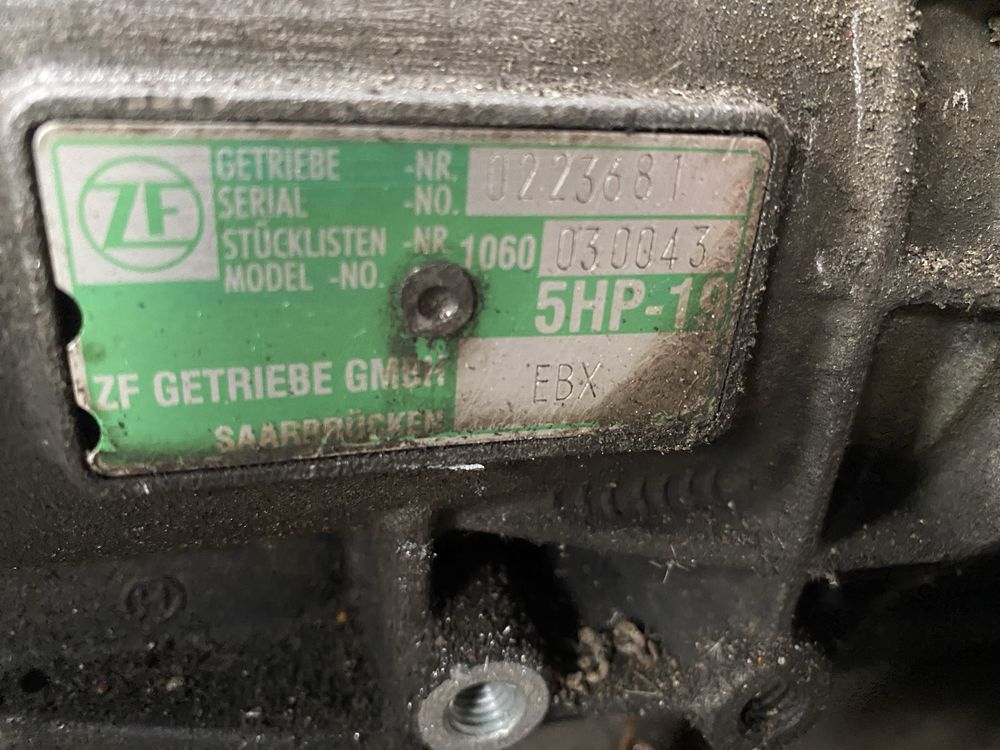 ZF
GETRIEBE -NR. 0223681
SERIAL -NO.
STÜCKLISTEN -NR 1060 030043
MODEL -NO.
5HP-19
ZF GETRIEBE GMBH
EBX
SAARBRÜCKEN